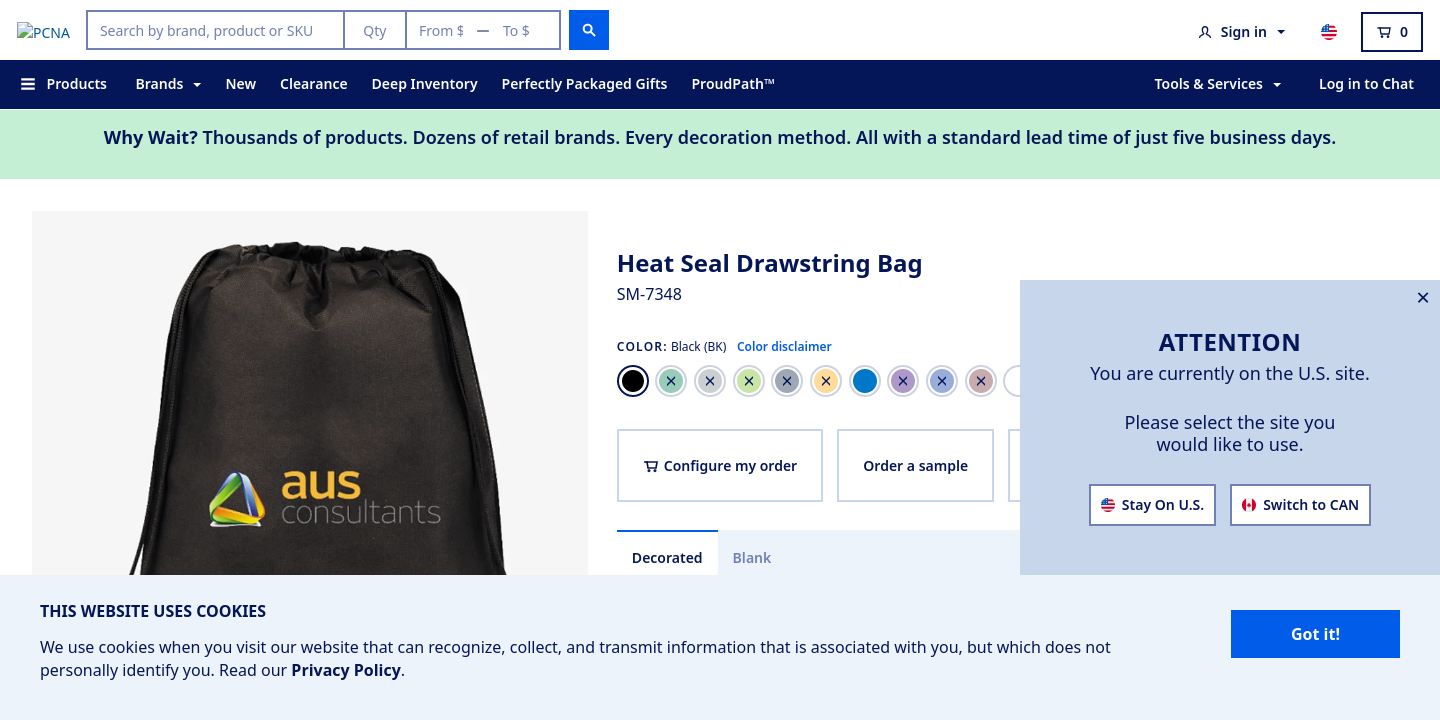 PCNA
Search by brand, product or SKU
Qty
From $ — To $
Sign in
0
Products
Brands
New
Clearance
Deep Inventory
Perfectly Packaged Gifts
ProudPath™
Tools & Services
Log in to Chat
Why Wait? Thousands of products. Dozens of retail brands. Every decoration method. All with a standard lead time of just five business days.
aus
consultants
Heat Seal Drawstring Bag
SM-7348
COLOR: Black (BK) Color disclaimer
Configure my order
Order a sample
Decorated
Blank
ATTENTION
You are currently on the U.S. site.
Please select the site you
would like to use.
Stay On U.S.
Switch to CAN
THIS WEBSITE USES COOKIES
We use cookies when you visit our website that can recognize, collect, and transmit information that is associated with you, but which does not
personally identify you. Read our Privacy Policy.
Got it!